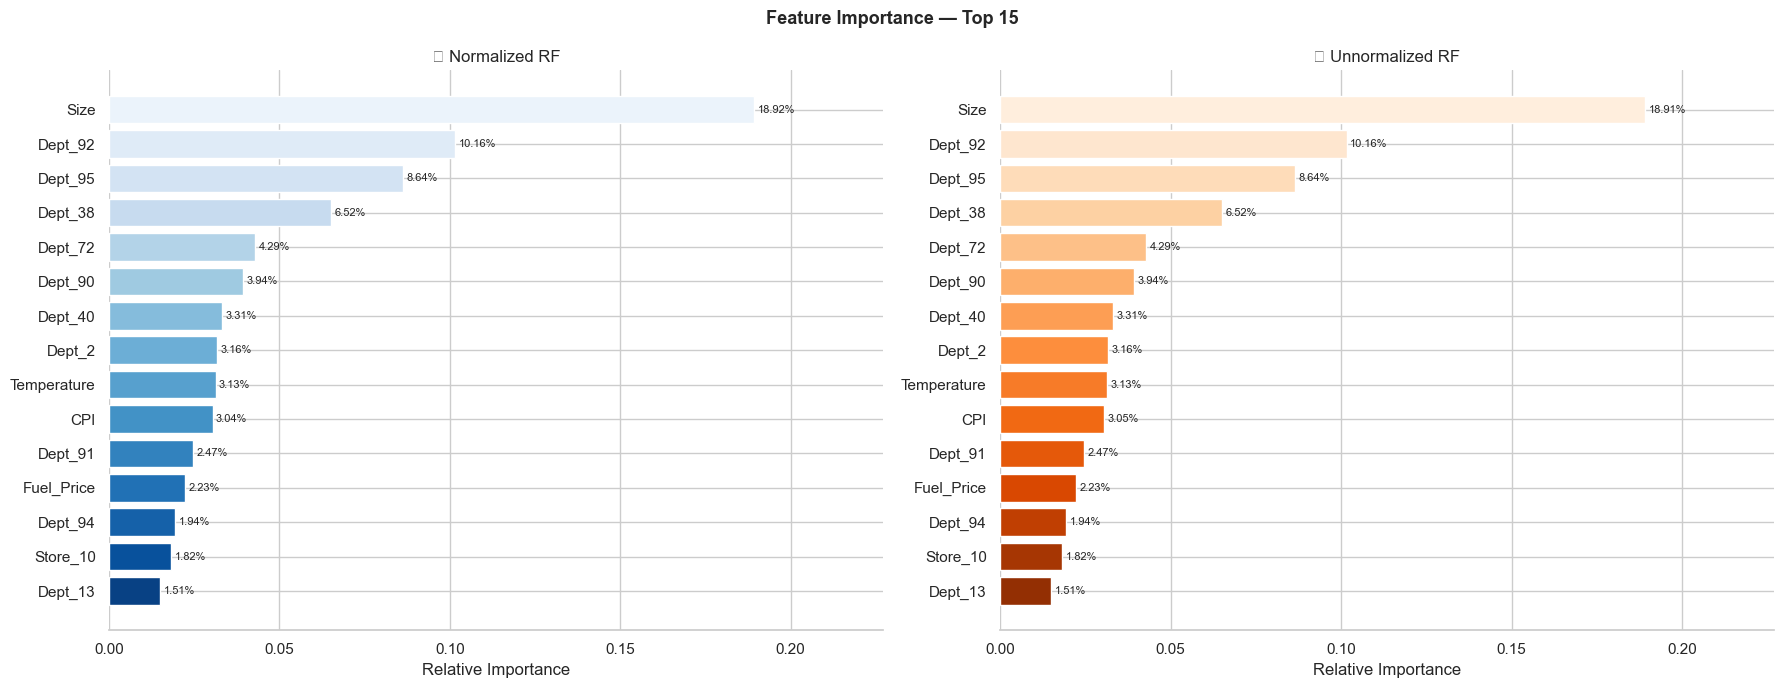 Feature Importance — Top 15
▯ Normalized RF
Size 18.92%
Dept_92 10.16%
Dept_95 8.64%
Dept_38 6.52%
Dept_72 4.29%
Dept_90 3.94%
Dept_40 3.31%
Dept_2 3.16%
Temperature 3.13%
CPI 3.04%
Dept_91 2.47%
Fuel_Price 2.23%
Dept_94 1.94%
Store_10 1.82%
Dept_13 1.51%
0.00 0.05 0.10 0.15 0.20
Relative Importance
▯ Unnormalized RF
Size 18.91%
Dept_92 10.16%
Dept_95 8.64%
Dept_38 6.52%
Dept_72 4.29%
Dept_90 3.94%
Dept_40 3.31%
Dept_2 3.16%
Temperature 3.13%
CPI 3.05%
Dept_91 2.47%
Fuel_Price 2.23%
Dept_94 1.94%
Store_10 1.82%
Dept_13 1.51%
0.00 0.05 0.10 0.15 0.20
Relative Importance